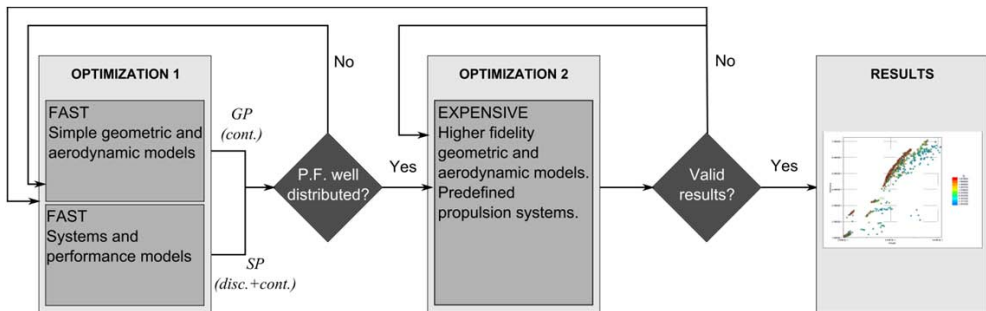 OPTIMIZATION 1
FAST
Simple geometric and
aerodynamic models
FAST
Systems and
performance models
GP
(cont.)
SP
(disc.+cont.)
No
P.F. well
distributed?
Yes
OPTIMIZATION 2
EXPENSIVE
Higher fidelity
geometric and
aerodynamic models.
Predefined
propulsion systems.
No
Valid
results?
Yes
RESULTS